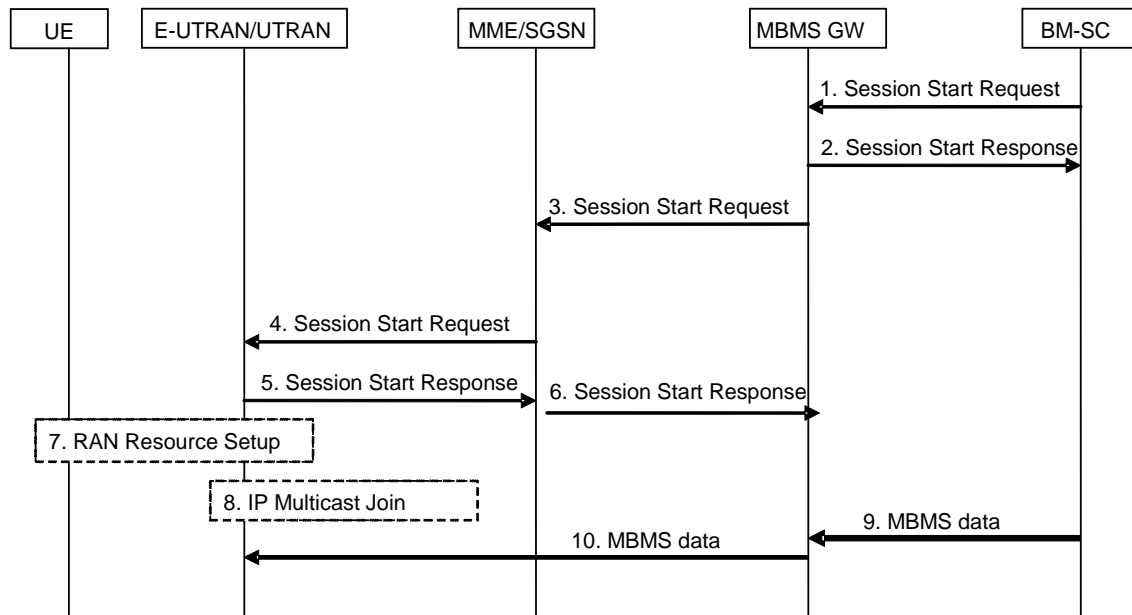 UE
E-UTRAN/UTRAN
MME/SGSN
MBMS GW
BM-SC
1. Session Start Request
2. Session Start Response
3. Session Start Request
4. Session Start Request
5. Session Start Response
6. Session Start Response
7. RAN Resource Setup
8. IP Multicast Join
9. MBMS data
10. MBMS data